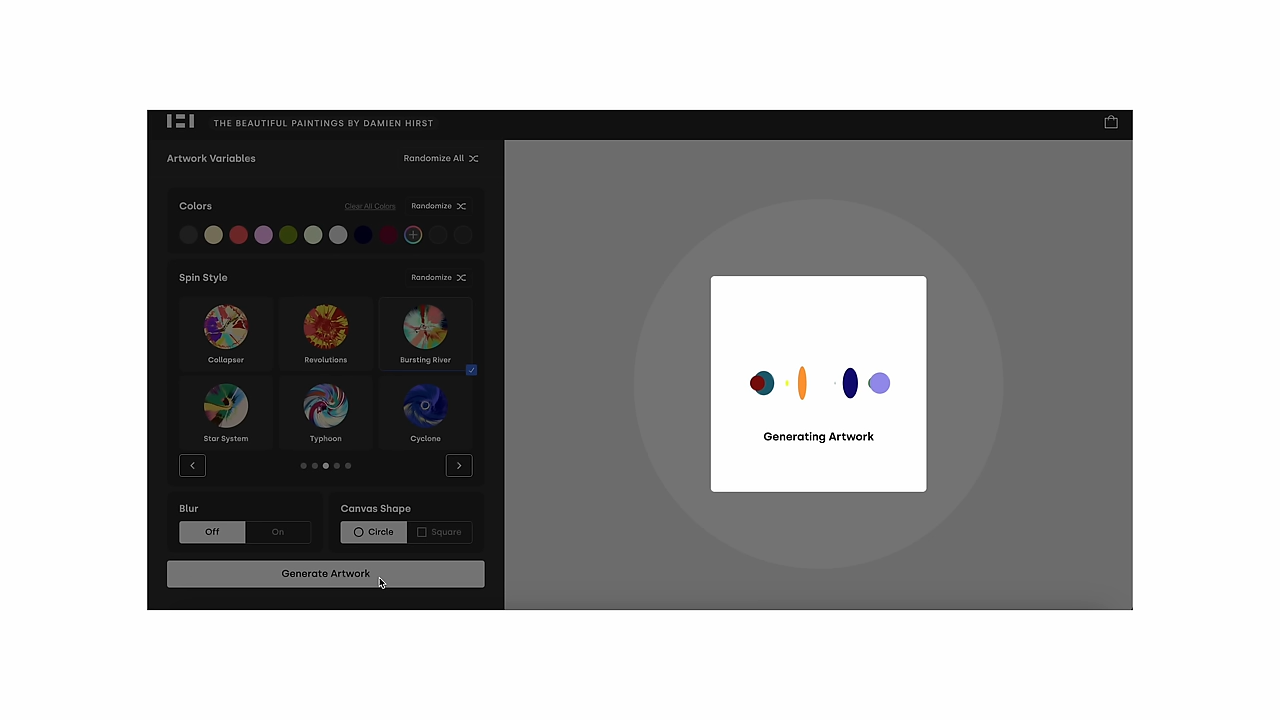 THE BEAUTIFUL PAINTINGS BY DAMIEN HIRST
Artwork Variables
Randomize All
Colors
Clear All Colors
Randomize
Spin Style
Randomize
Collapser
Revolutions
Bursting River
Star System
Typhoon
Cyclone
Blur
Off
On
Canvas Shape
Circle
Square
Generate Artwork
Generating Artwork